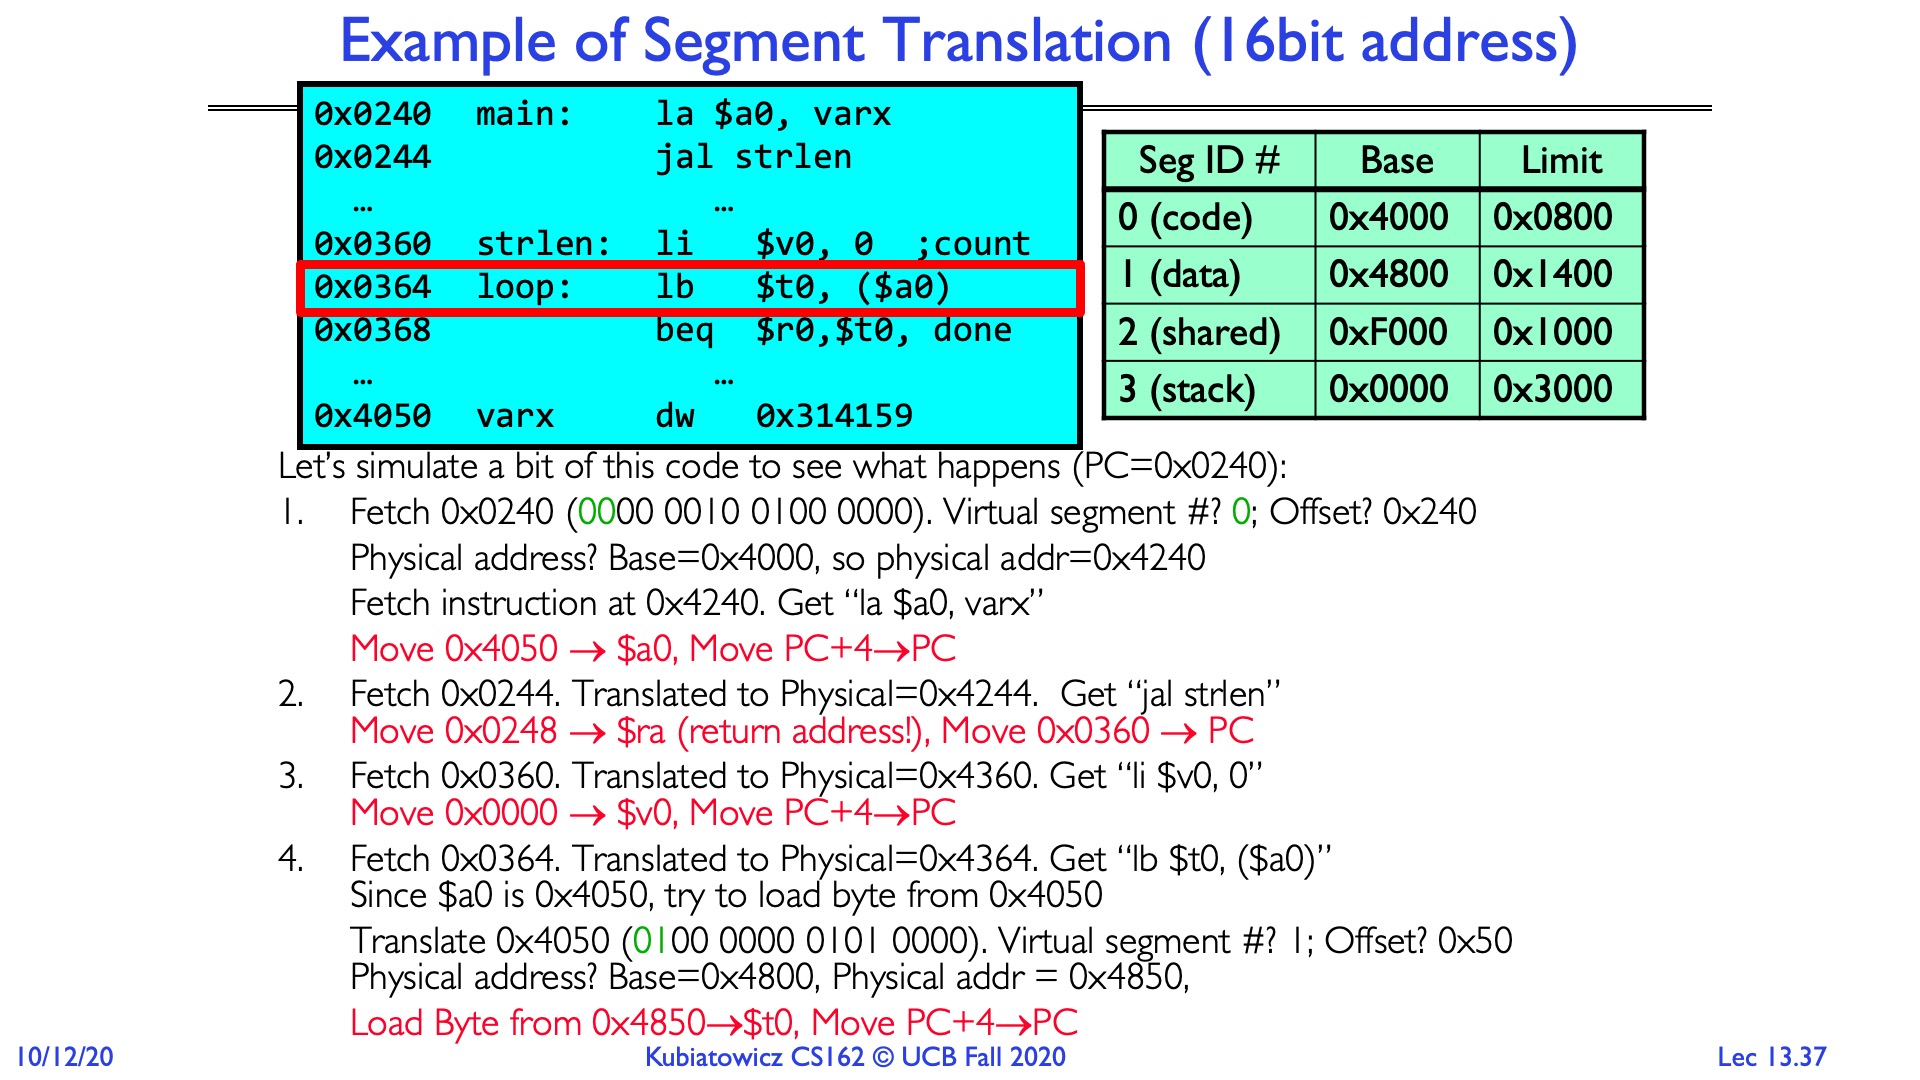 Example of Segment Translation (16bit address)
0x0240 main: la $a0, varx
0x0244 jal strlen
… …
0x0360 strlen: li $v0, 0 ;count
0x0364 loop: lb $t0, ($a0)
0x0368 beq $r0,$t0, done
… …
0x4050 varx dw 0x314159
Seg ID # Base Limit
0 (code) 0x4000 0x0800
1 (data) 0x4800 0x1400
2 (shared) 0xF000 0x1000
3 (stack) 0x0000 0x3000
Let's simulate a bit of this code to see what happens (PC=0x0240):
1. Fetch 0x0240 (0000 0010 0100 0000). Virtual segment #? 0; Offset? 0x240
Physical address? Base=0x4000, so physical addr=0x4240
Fetch instruction at 0x4240. Get “la $a0, varx”
Move 0x4050 → $a0, Move PC+4→PC
2. Fetch 0x0244. Translated to Physical=0x4244. Get “jal strlen”
Move 0x0248 → $ra (return address!), Move 0x0360 → PC
3. Fetch 0x0360. Translated to Physical=0x4360. Get “li $v0, 0”
Move 0x0000 → $v0, Move PC+4→PC
4. Fetch 0x0364. Translated to Physical=0x4364. Get “lb $t0, ($a0)”
Since $a0 is 0x4050, try to load byte from 0x4050
Translate 0x4050 (0100 0000 0101 0000). Virtual segment #? 1; Offset? 0x50
Physical address? Base=0x4800, Physical addr = 0x4850,
Load Byte from 0x4850→$t0, Move PC+4→PC
10/12/20 Kubiatowicz CS162 © UCB Fall 2020 Lec 13.37